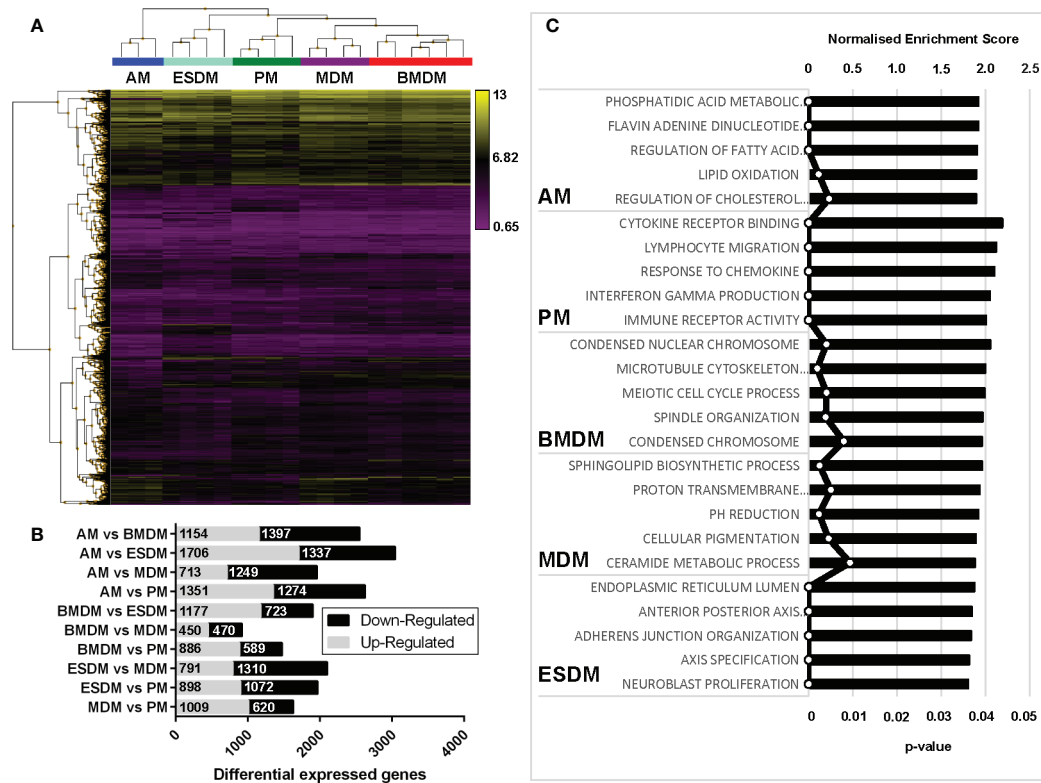 A
AM ESDM PM MDM BMDM
13
6.82
0.65
B
AM vs BMDM 1154 1397
AM vs ESDM 1706 1337
AM vs MDM 713 1249
AM vs PM 1351 1274
BMDM vs ESDM 1177 723
BMDM vs MDM 450 470
BMDM vs PM 886 589
ESDM vs MDM 791 1310
ESDM vs PM 898 1072
MDM vs PM 1009 620
Down-Regulated
Up-Regulated
0 1000 2000 3000 4000
Differential expressed genes
C
Normalised Enrichment Score
0 0.5 1.0 1.5 2.0 2.5
PHOSPHATIDIC ACID METABOLIC.
FLAVIN ADENINE DINUCLEOTIDE.
REGULATION OF FATTY ACID.
LIPID OXIDATION
REGULATION OF CHOLESTEROL...
AM
CYTOKINE RECEPTOR BINDING
LYMPHOCYTE MIGRATION
RESPONSE TO CHEMOKINE
INTERFERON GAMMA PRODUCTION
IMMUNE RECEPTOR ACTIVITY
PM
CONDENSED NUCLEAR CHROMOSOME
MICROTUBULE CYTOSKELETON...
MEIOTIC CELL CYCLE PROCESS
SPINDLE ORGANIZATION
CONDENSED CHROMOSOME
BMDM
SPHINGOLIPID BIOSYNTHETIC PROCESS
PROTON TRANSMEMBRANE...
PH REDUCTION
CELLULAR PIGMENTATION
CERAMIDE METABOLIC PROCESS
MDM
ENDOPLASMIC RETICULUM LUMEN
ANTERIOR POSTERIOR AXIS.
ADHERENS JUNCTION ORGANIZATION
AXIS SPECIFICATION
NEUROBLAST PROLIFERATION
ESDM
0 0.01 0.02 0.03 0.04 0.05
p-value